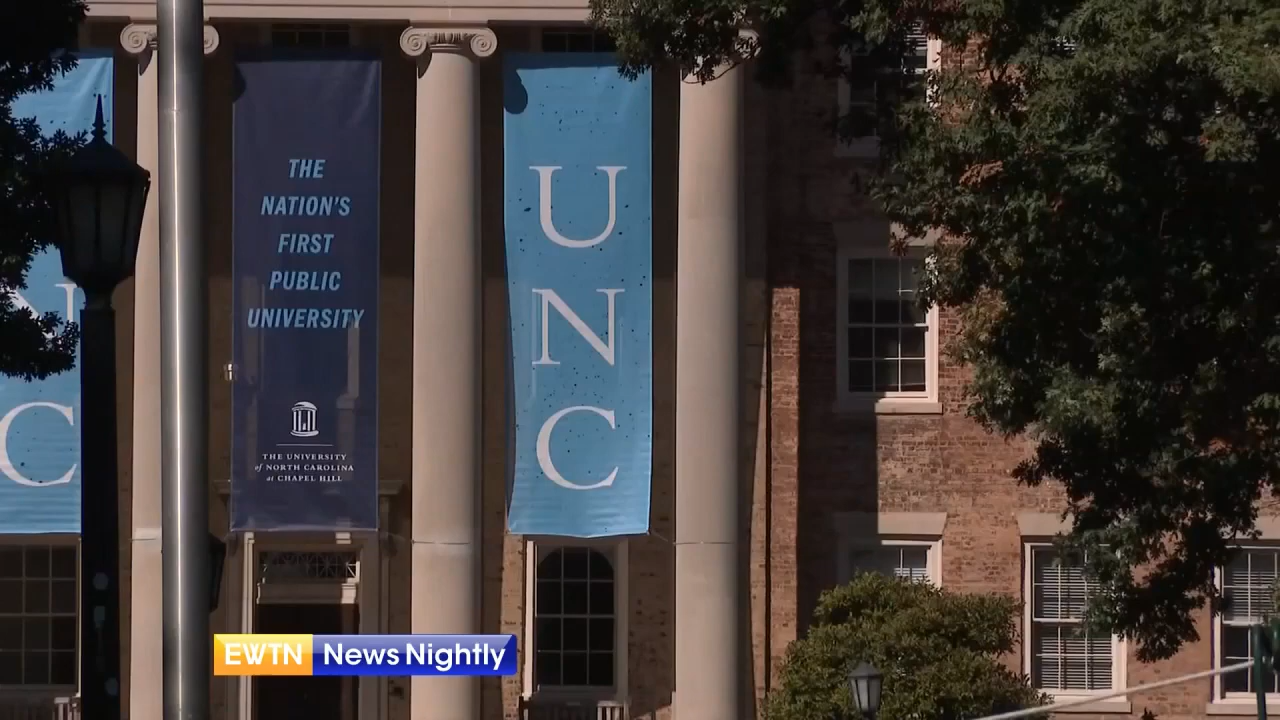 N
C
THE
NATION'S
FIRST
PUBLIC
UNIVERSITY
THE UNIVERSITY
of NORTH CAROLINA
at CHAPEL HILL
U
N
C
EWTN News Nightly